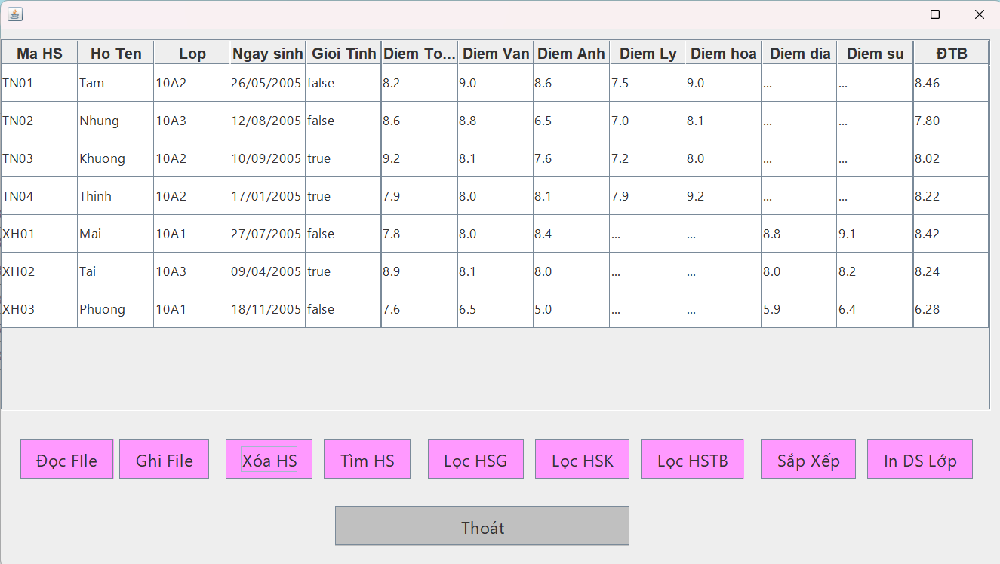 Ma HS Ho Ten Lop Ngay sinh Gioi Tinh Diem To... Diem Van Diem Anh Diem Ly Diem hoa Diem dia Diem su ĐTB
TN01 Tam 10A2 26/05/2005 false 8.2 9.0 8.6 7.5 9.0 ... ... 8.46
TN02 Nhung 10A3 12/08/2005 false 8.6 8.8 6.5 7.0 8.1 ... ... 7.80
TN03 Khuong 10A2 10/09/2005 true 9.2 8.1 7.6 7.2 8.0 ... ... 8.02
TN04 Thinh 10A2 17/01/2005 true 7.9 8.0 8.1 7.9 9.2 ... ... 8.22
XH01 Mai 10A1 27/07/2005 false 7.8 8.0 8.4 ... ... 8.8 9.1 8.42
XH02 Tai 10A3 09/04/2005 true 8.9 8.1 8.0 ... ... 8.0 8.2 8.24
XH03 Phuong 10A1 18/11/2005 false 7.6 6.5 5.0 ... ... 5.9 6.4 6.28
Đọc FIle Ghi File Xóa HS Tìm HS Lọc HSG Lọc HSK Lọc HSTB Sắp Xếp In DS Lớp
Thoát